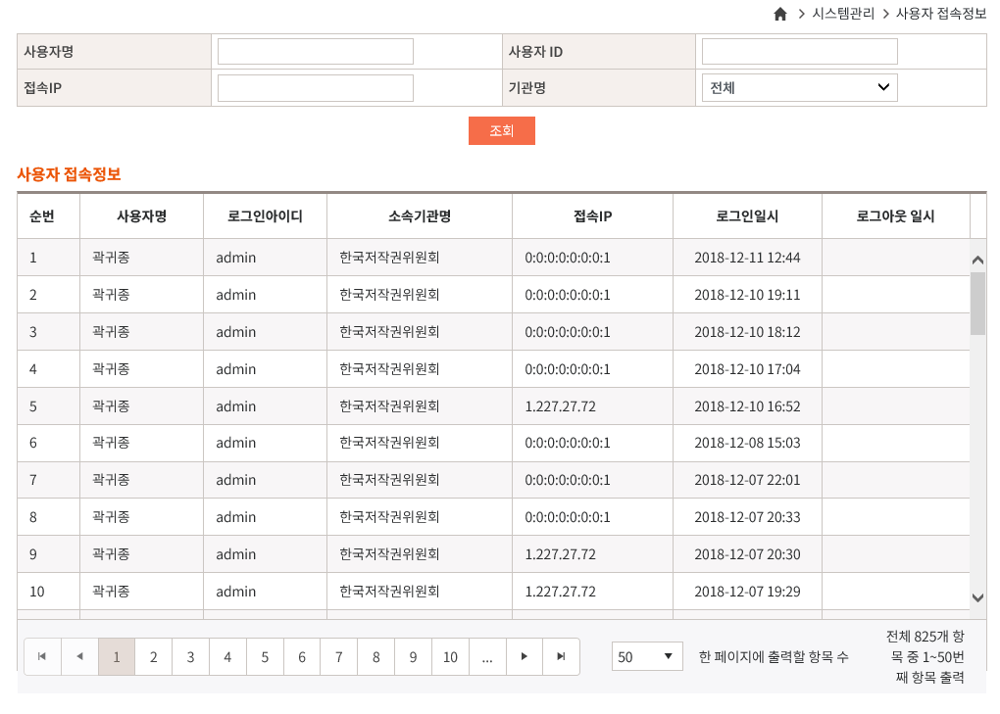 시스템관리 > 사용자 접속정보
사용자명 사용자 ID
접속IP 기관명 전체
조회
사용자 접속정보
순번 사용자명 로그인아이디 소속기관명 접속IP 로그인일시 로그아웃 일시
1 곽귀종 admin 한국저작권위원회 0:0:0:0:0:0:0:1 2018-12-11 12:44
2 곽귀종 admin 한국저작권위원회 0:0:0:0:0:0:0:1 2018-12-10 19:11
3 곽귀종 admin 한국저작권위원회 0:0:0:0:0:0:0:1 2018-12-10 18:12
4 곽귀종 admin 한국저작권위원회 0:0:0:0:0:0:0:1 2018-12-10 17:04
5 곽귀종 admin 한국저작권위원회 1.227.27.72 2018-12-10 16:52
6 곽귀종 admin 한국저작권위원회 0:0:0:0:0:0:0:1 2018-12-08 15:03
7 곽귀종 admin 한국저작권위원회 0:0:0:0:0:0:0:1 2018-12-07 22:01
8 곽귀종 admin 한국저작권위원회 0:0:0:0:0:0:0:1 2018-12-07 20:33
9 곽귀종 admin 한국저작권위원회 1.227.27.72 2018-12-07 20:30
10 곽귀종 admin 한국저작권위원회 1.227.27.72 2018-12-07 19:29
1 2 3 4 5 6 7 8 9 10 ... 50 한 페이지에 출력할 항목 수
전체 825개 항
목 중 1~50번
째 항목 출력